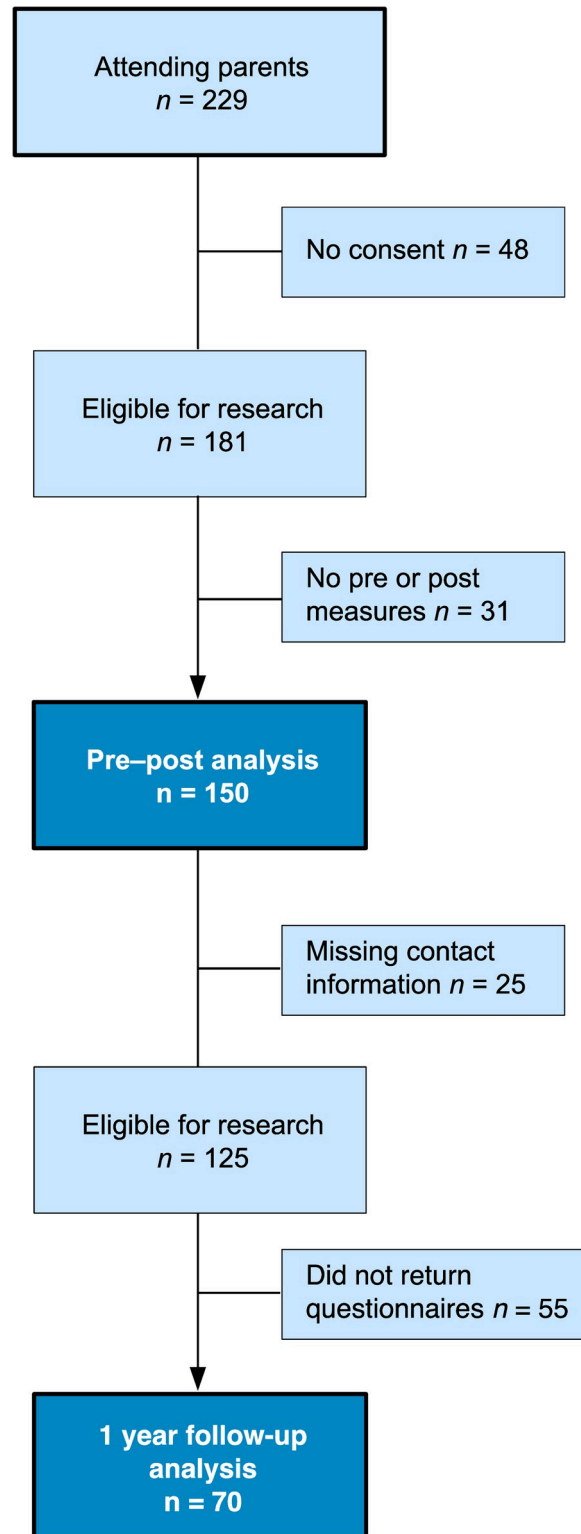 Attending parents
n = 229
No consent n = 48
Eligible for research
n = 181
No pre or post
measures n = 31
Pre–post analysis
n = 150
Missing contact
information n = 25
Eligible for research
n = 125
Did not return
questionnaires n = 55
1 year follow-up
analysis
n = 70